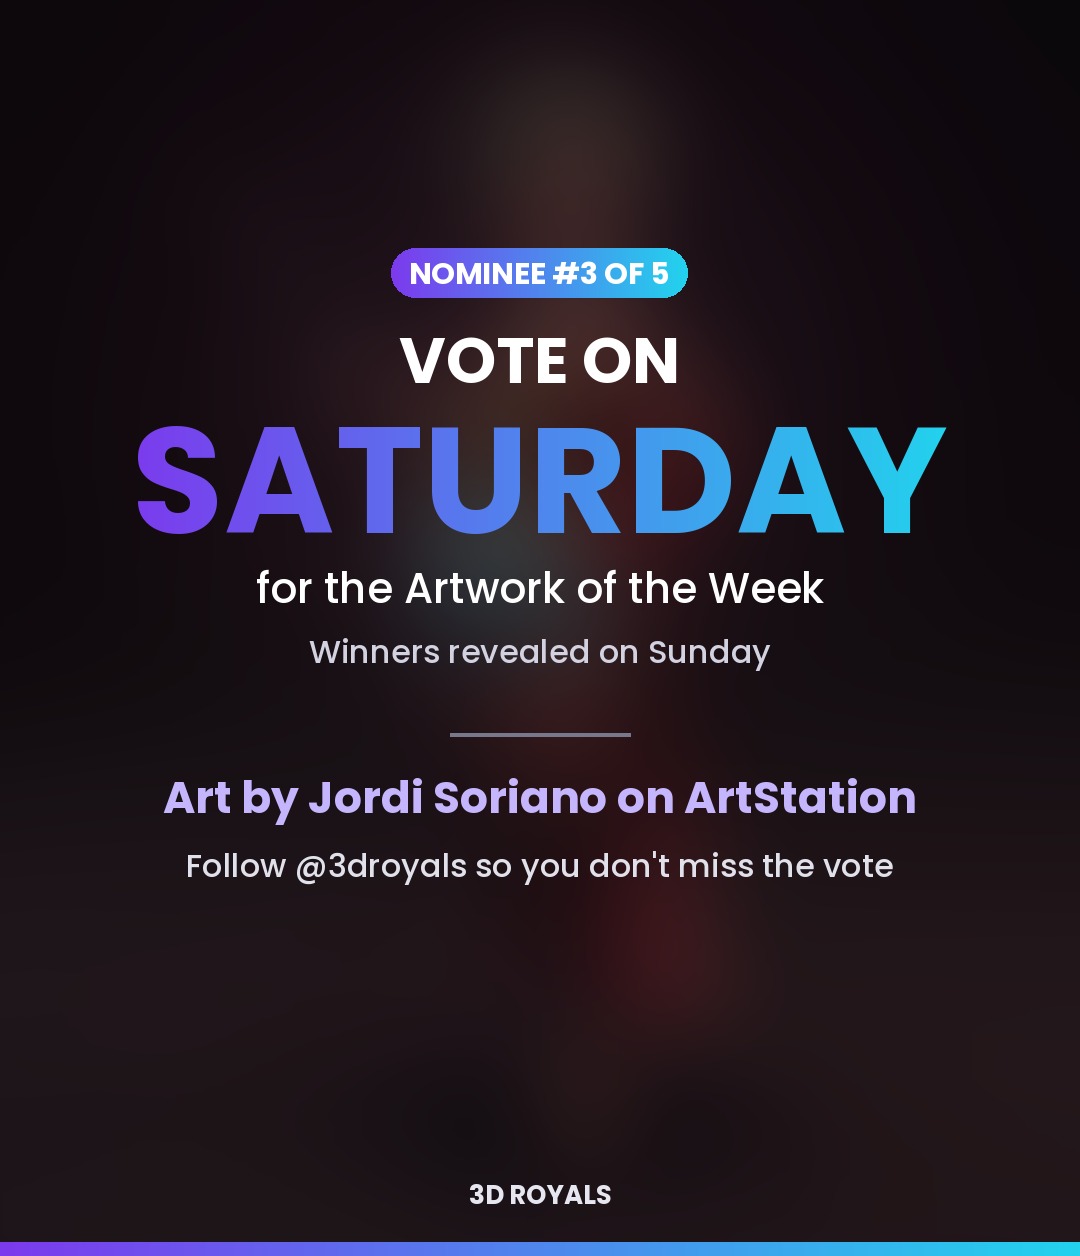 NOMINEE #3 OF 5
VOTE ON
SATURDAY
for the Artwork of the Week
Winners revealed on Sunday
Art by Jordi Soriano on ArtStation
Follow @3droyals so you don't miss the vote
3D ROYALS